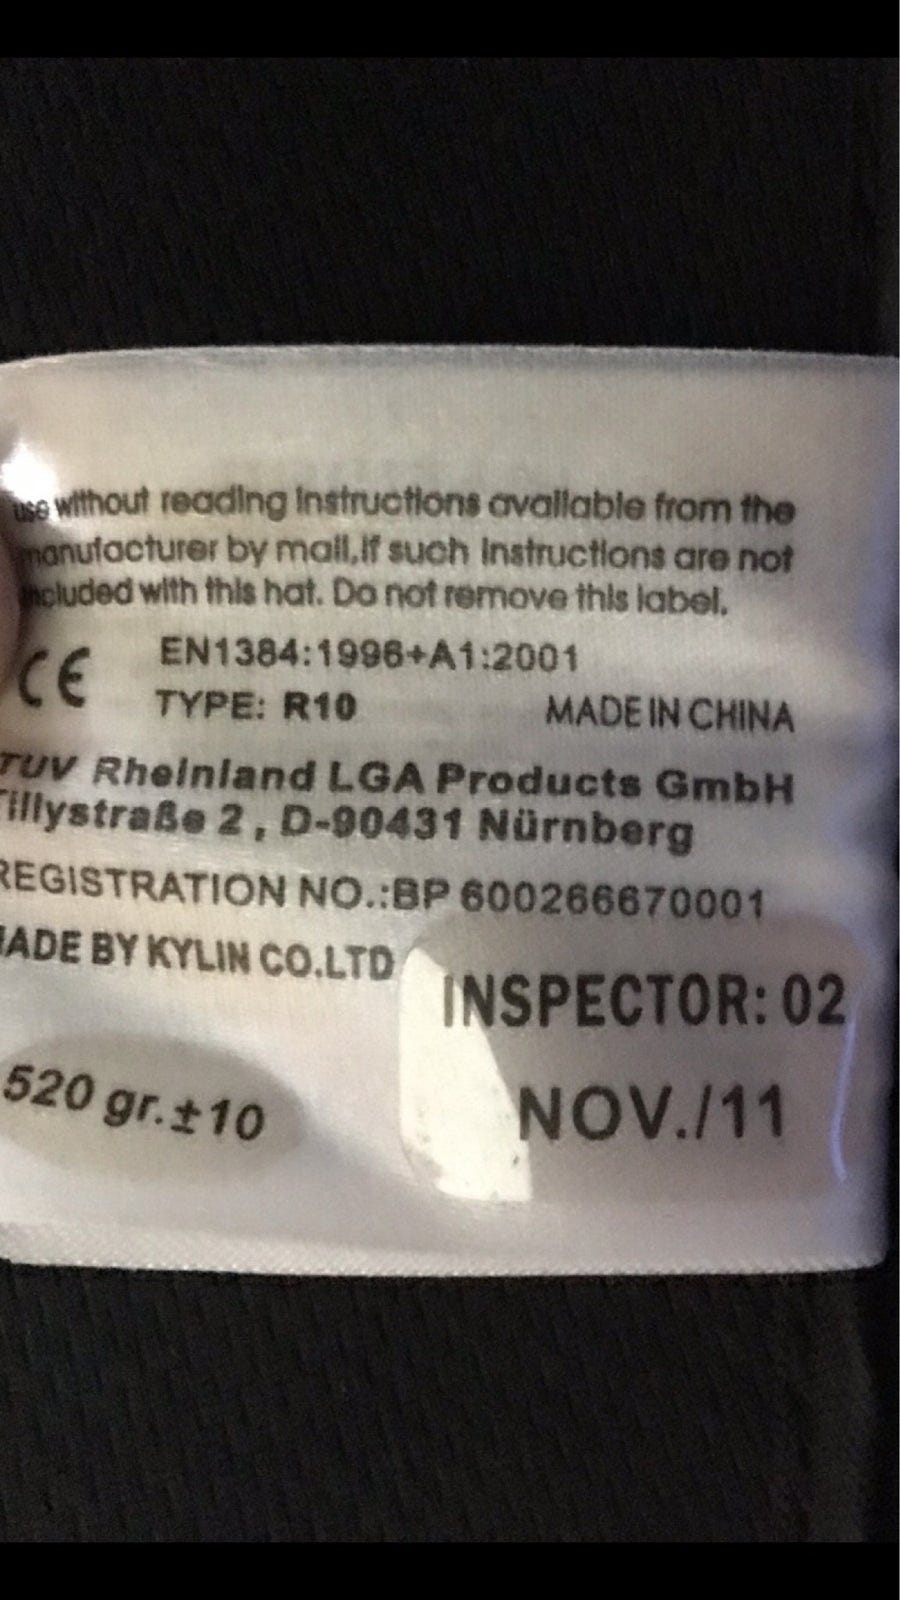 use without reading instructions available from the
manufacturer by mail,if such instructions are not
included with this hat. Do not remove this label.
CE
EN1384:1996+A1:2001
TYPE: R10 MADE IN CHINA
TUV Rheinland LGA Products GmbH
Tillystraße 2 , D-90431 Nürnberg
REGISTRATION NO.:BP 600266670001
MADE BY KYLIN CO.LTD
INSPECTOR: 02
520 gr.±10
NOV./11